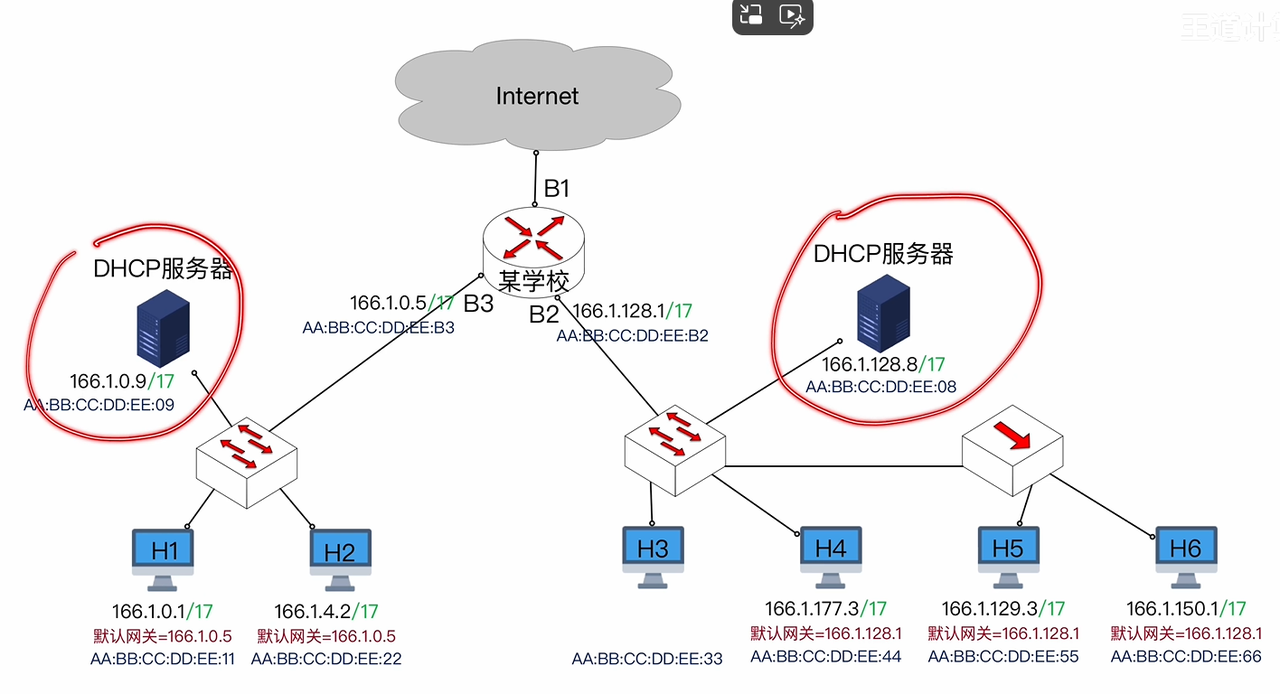 王道计
Internet
B1
DHCP服务器
DHCP服务器
某学校
166.1.0.5/17
B3
B2
166.1.128.1/17
AA:BB:CC:DD:EE:B3
AA:BB:CC:DD:EE:B2
166.1.0.9/17
AA:BB:CC:DD:EE:09
166.1.128.8/17
AA:BB:CC:DD:EE:08
H1
H2
H3
H4
H5
H6
166.1.0.1/17
默认网关=166.1.0.5
AA:BB:CC:DD:EE:11
166.1.4.2/17
默认网关=166.1.0.5
AA:BB:CC:DD:EE:22
AA:BB:CC:DD:EE:33
166.1.177.3/17
默认网关=166.1.128.1
AA:BB:CC:DD:EE:44
166.1.129.3/17
默认网关=166.1.128.1
AA:BB:CC:DD:EE:55
166.1.150.1/17
默认网关=166.1.128.1
AA:BB:CC:DD:EE:66